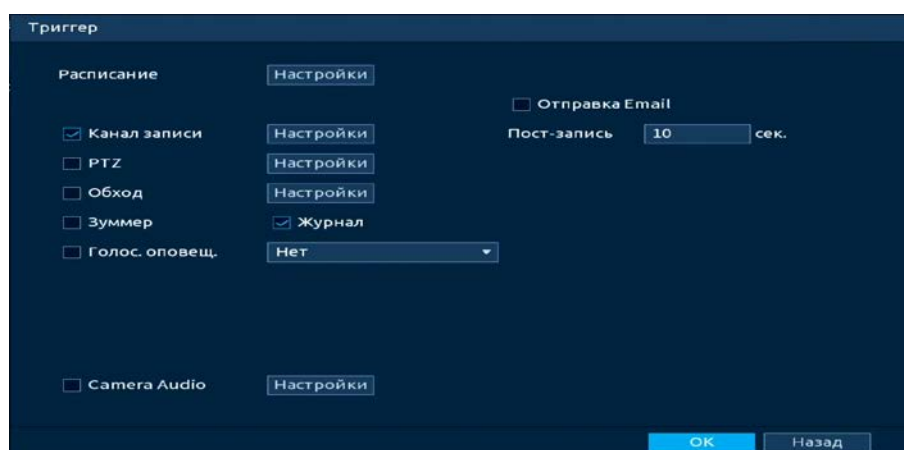 Триггер
Расписание Настройки
Отправка Email
Канал записи Настройки Пост-запись 10 сек.
PTZ Настройки
Обход Настройки
Зуммер Журнал
Голос. оповещ. Нет
Camera Audio Настройки
OK Назад